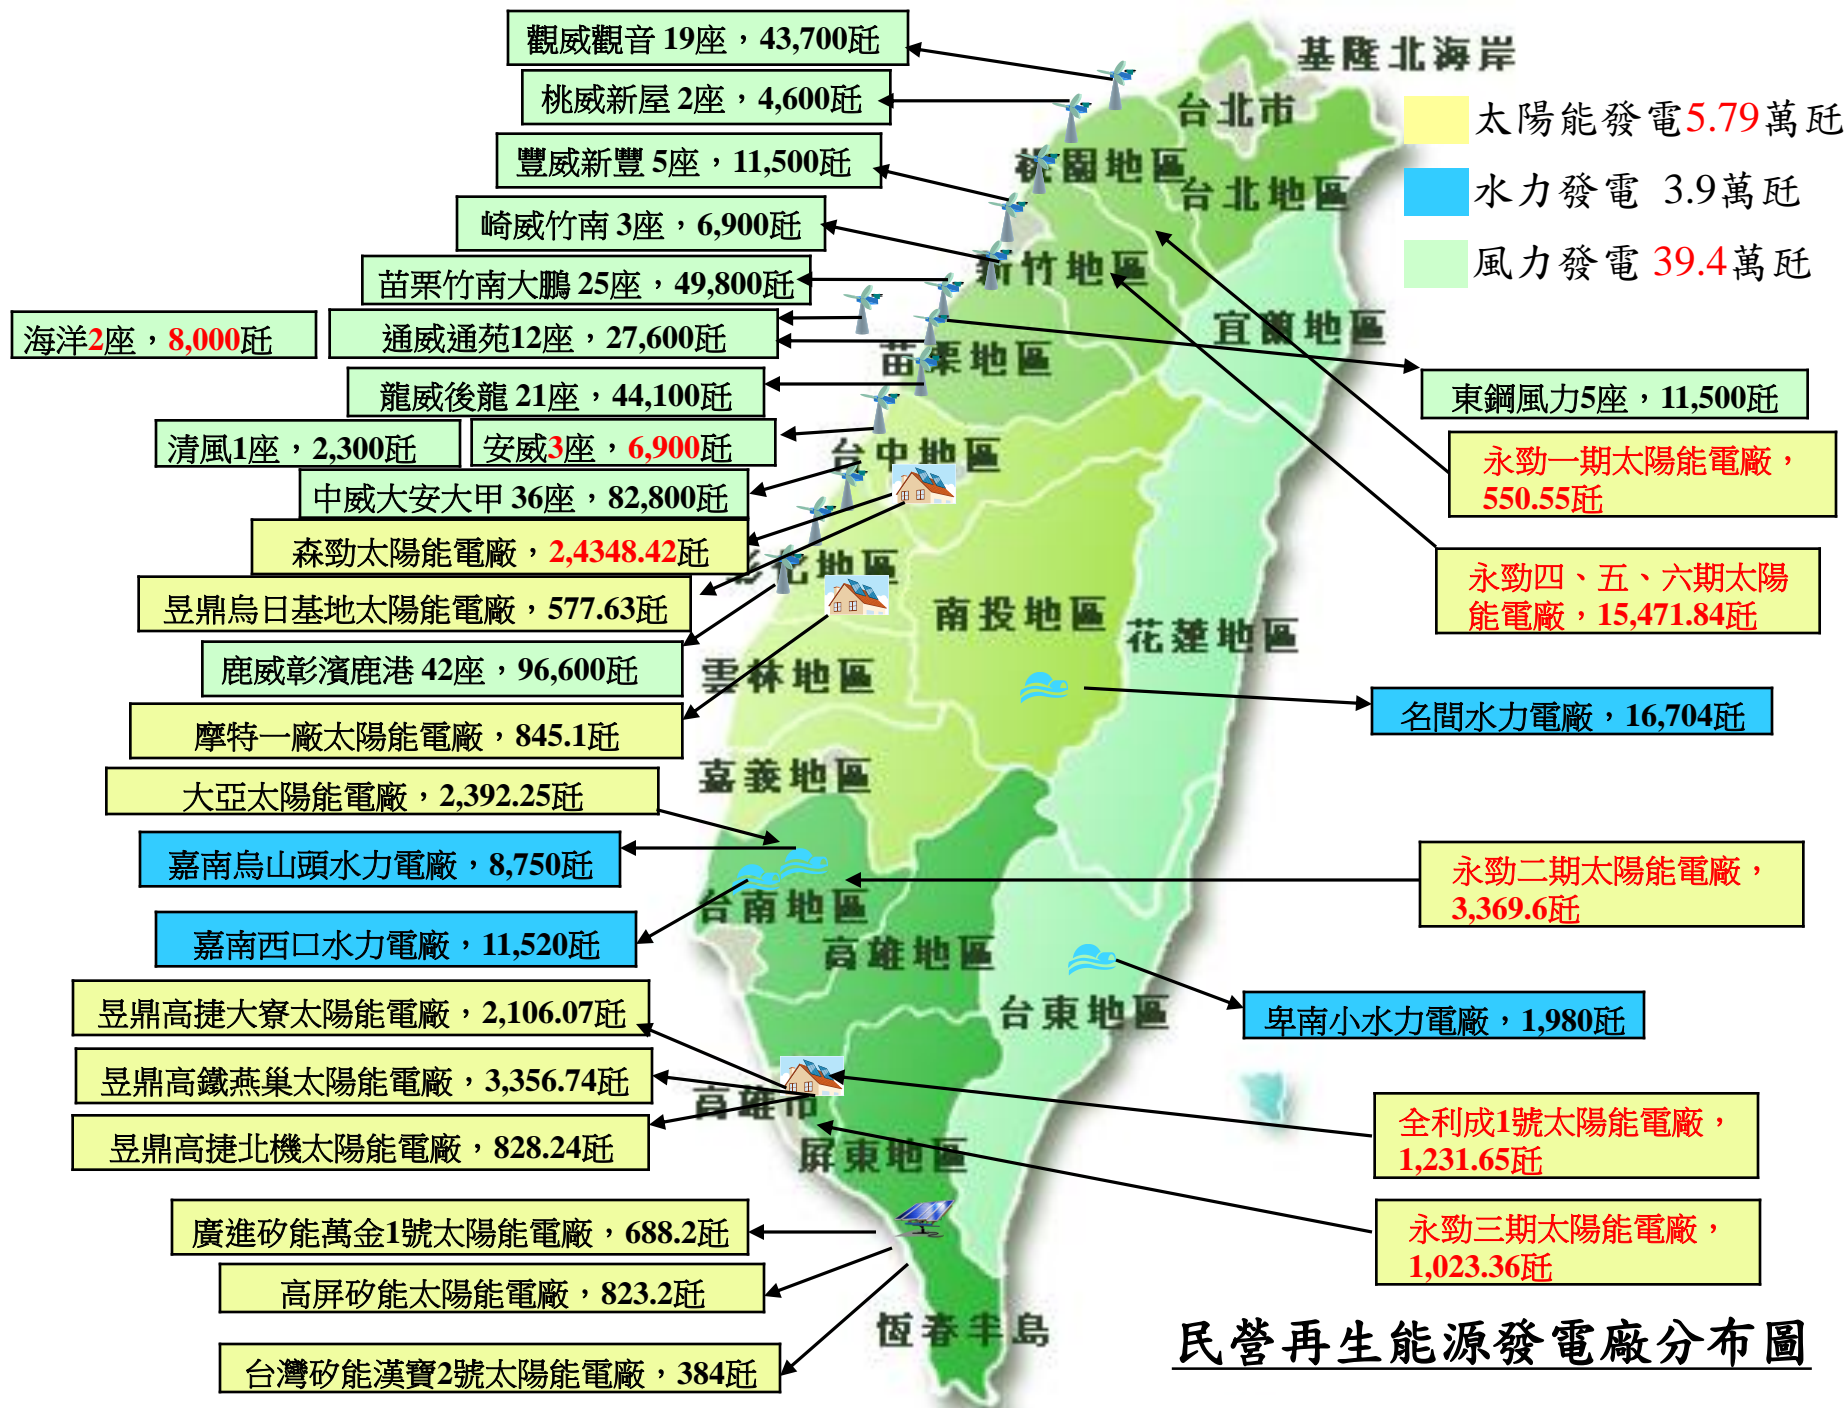 觀威觀音 19座，43,700瓩
桃威新屋 2座，4,600瓩
豐威新豐 5座，11,500瓩
崎威竹南 3座，6,900瓩
苗栗竹南大鵬 25座，49,800瓩
海洋2座，8,000瓩
通威通苑12座，27,600瓩
龍威後龍 21座，44,100瓩
清風1座，2,300瓩
安威3座，6,900瓩
中威大安大甲 36座，82,800瓩
森勁太陽能電廠，2,4348.42瓩
昱鼎烏日基地太陽能電廠，577.63瓩
鹿威彰濱鹿港 42座，96,600瓩
摩特一廠太陽能電廠，845.1瓩
大亞太陽能電廠，2,392.25瓩
嘉南烏山頭水力電廠，8,750瓩
嘉南西口水力電廠，11,520瓩
昱鼎高捷大寮太陽能電廠，2,106.07瓩
昱鼎高鐵燕巢太陽能電廠，3,356.74瓩
昱鼎高捷北機太陽能電廠，828.24瓩
廣進矽能萬金1號太陽能電廠，688.2瓩
高屏矽能太陽能電廠，823.2瓩
台灣矽能漢寶2號太陽能電廠，384瓩
基隆北海岸
台北市
桃園地區
台北地區
新竹地區
宜蘭地區
苗栗地區
台中地區
彰化地區
南投地區
花蓮地區
雲林地區
嘉義地區
台南地區
高雄地區
台東地區
高雄市
屏東地區
恆春半島
太陽能發電5.79萬瓩
水力發電 3.9萬瓩
風力發電 39.4萬瓩
東鋼風力5座，11,500瓩
永勁一期太陽能電廠，
550.55瓩
永勁四、五、六期太陽
能電廠，15,471.84瓩
名間水力電廠，16,704瓩
永勁二期太陽能電廠，
3,369.6瓩
卑南小水力電廠，1,980瓩
全利成1號太陽能電廠，
1,231.65瓩
永勁三期太陽能電廠，
1,023.36瓩
民營再生能源發電廠分布圖